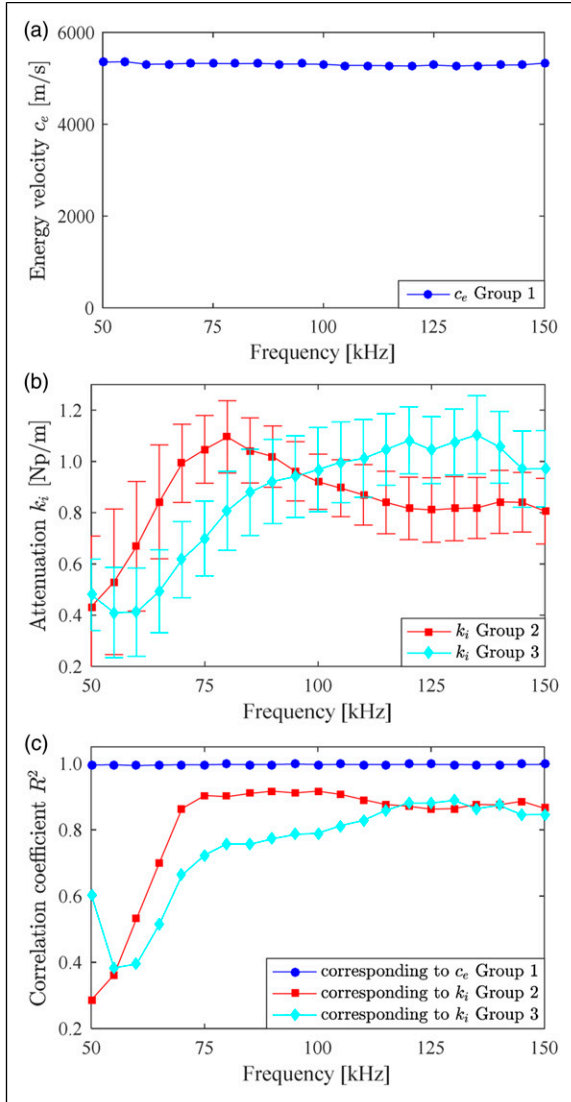 (a)
6000
4000
2000
0
Energy velocity c_e [m/s]
c_e Group 1
50 75 100 125 150
Frequency [kHz]
(b)
1.2
1.0
0.8
0.6
0.4
0.2
Attenuation k_i [Np/m]
k_i Group 2
k_i Group 3
50 75 100 125 150
Frequency [kHz]
(c)
1.0
0.8
0.6
0.4
0.2
Correlation coefficient R²
corresponding to c_e Group 1
corresponding to k_i Group 2
corresponding to k_i Group 3
50 75 100 125 150
Frequency [kHz]